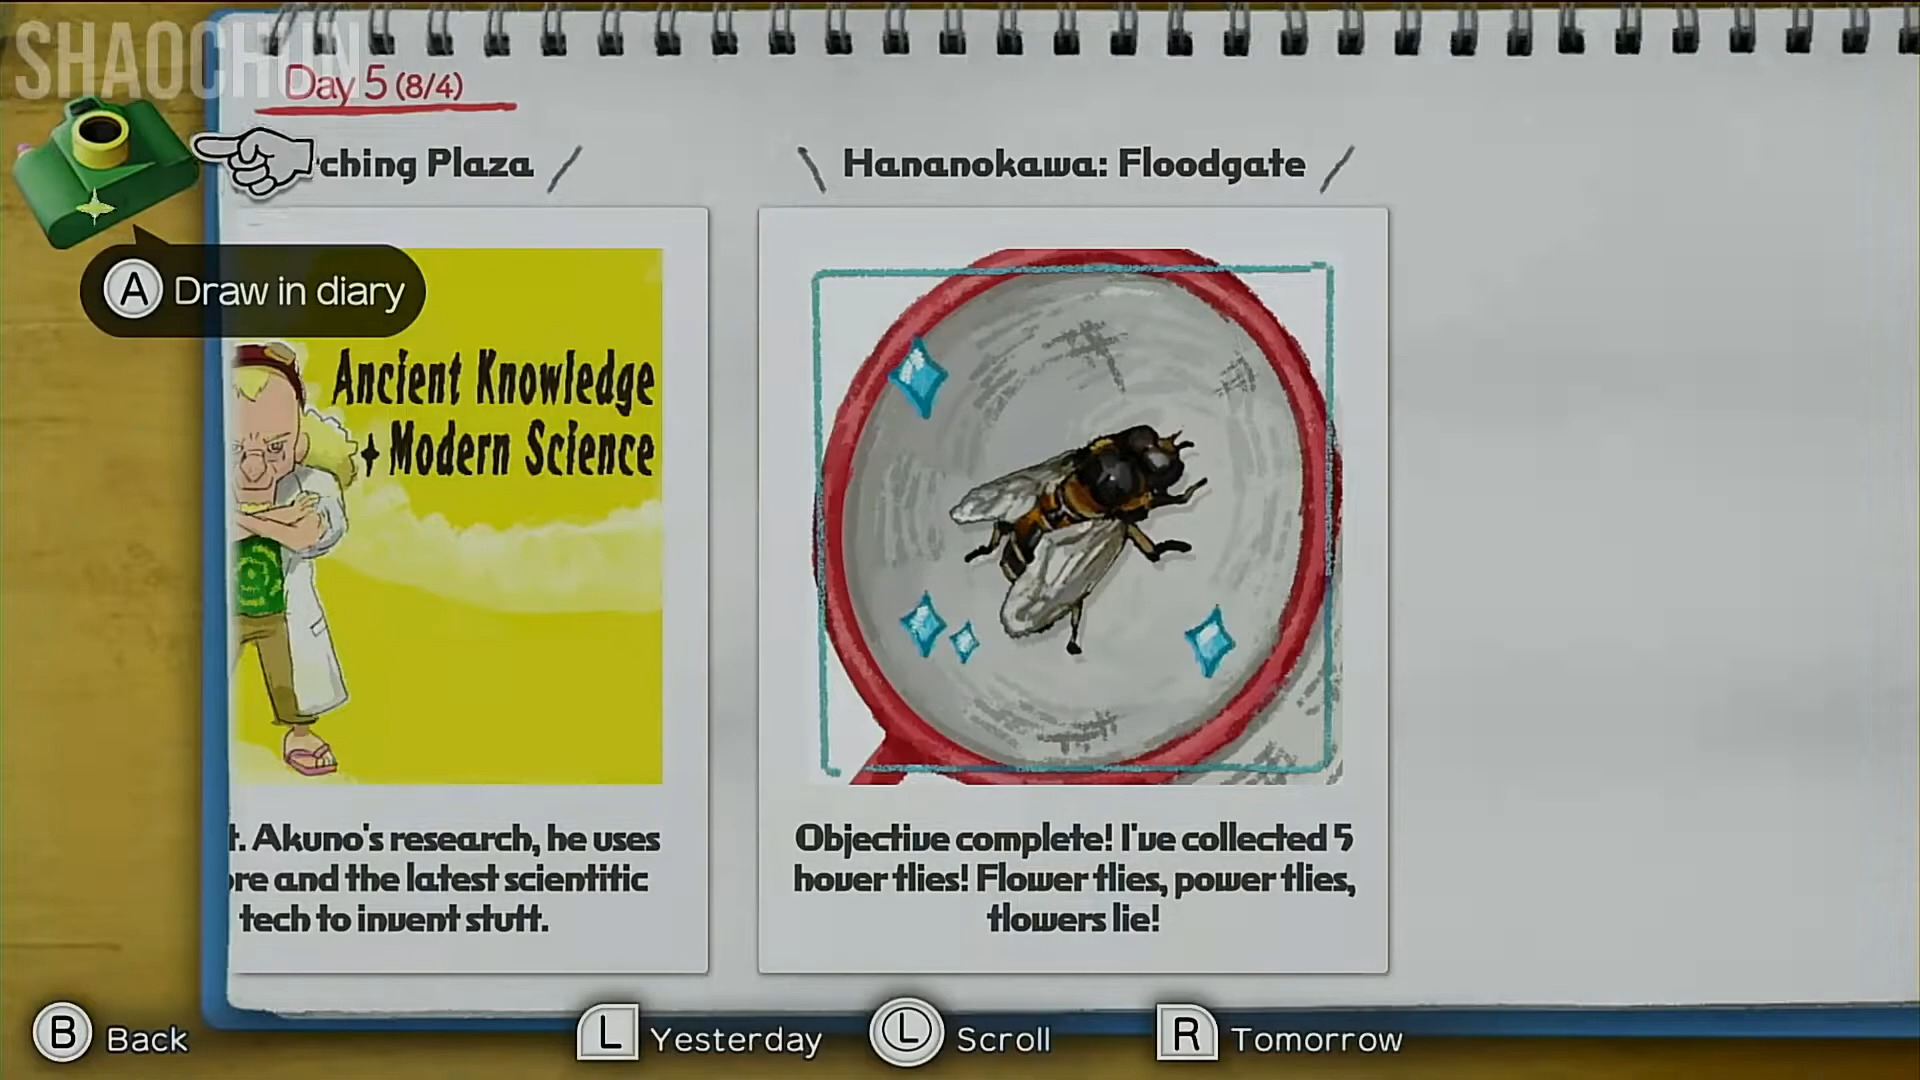 SHAOCHUN
Day 5 (8/4)
ching Plaza
Hananokawa: Floodgate
A Draw in diary
Ancient Knowledge
+ Modern Science
t. Akuno's research, he uses
re and the latest scientific
tech to invent stuff.
Objective complete! I've collected 5
hover flies! Flower flies, power flies,
flowers lie!
B Back
L Yesterday
L Scroll
R Tomorrow